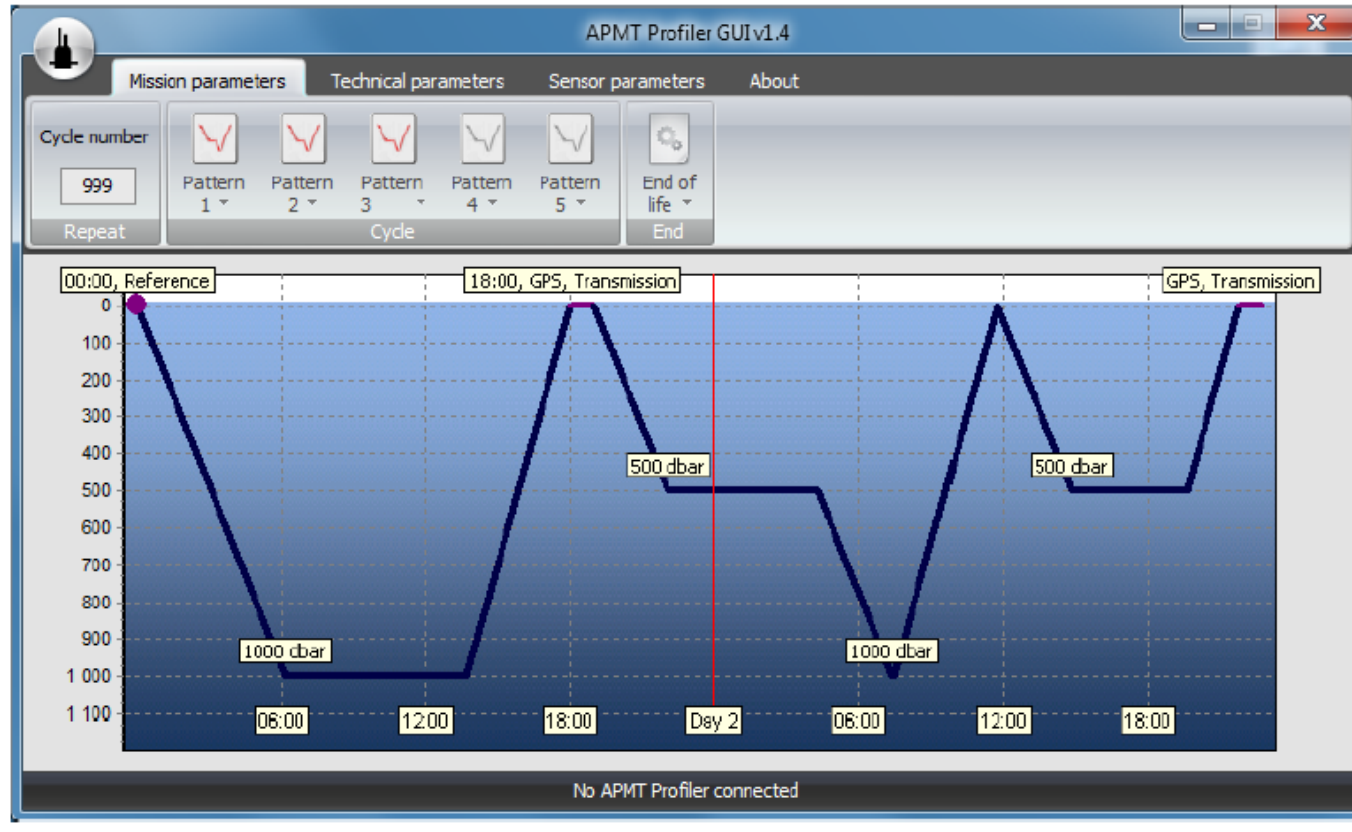 APMT Profiler GUI v1.4
Mission parameters Technical parameters Sensor parameters About
Cycle number
999
Repeat
Pattern 1
Pattern 2
Pattern 3
Pattern 4
Pattern 5
Cycle
End of life
End
00:00, Reference
18:00, GPS, Transmission
GPS, Transmission
0
100
200
300
400
500
600
700
800
900
1 000
1 100
500 dbar
500 dbar
1000 dbar
1000 dbar
06:00
12:00
18:00
Day 2
06:00
12:00
18:00
No APMT Profiler connected